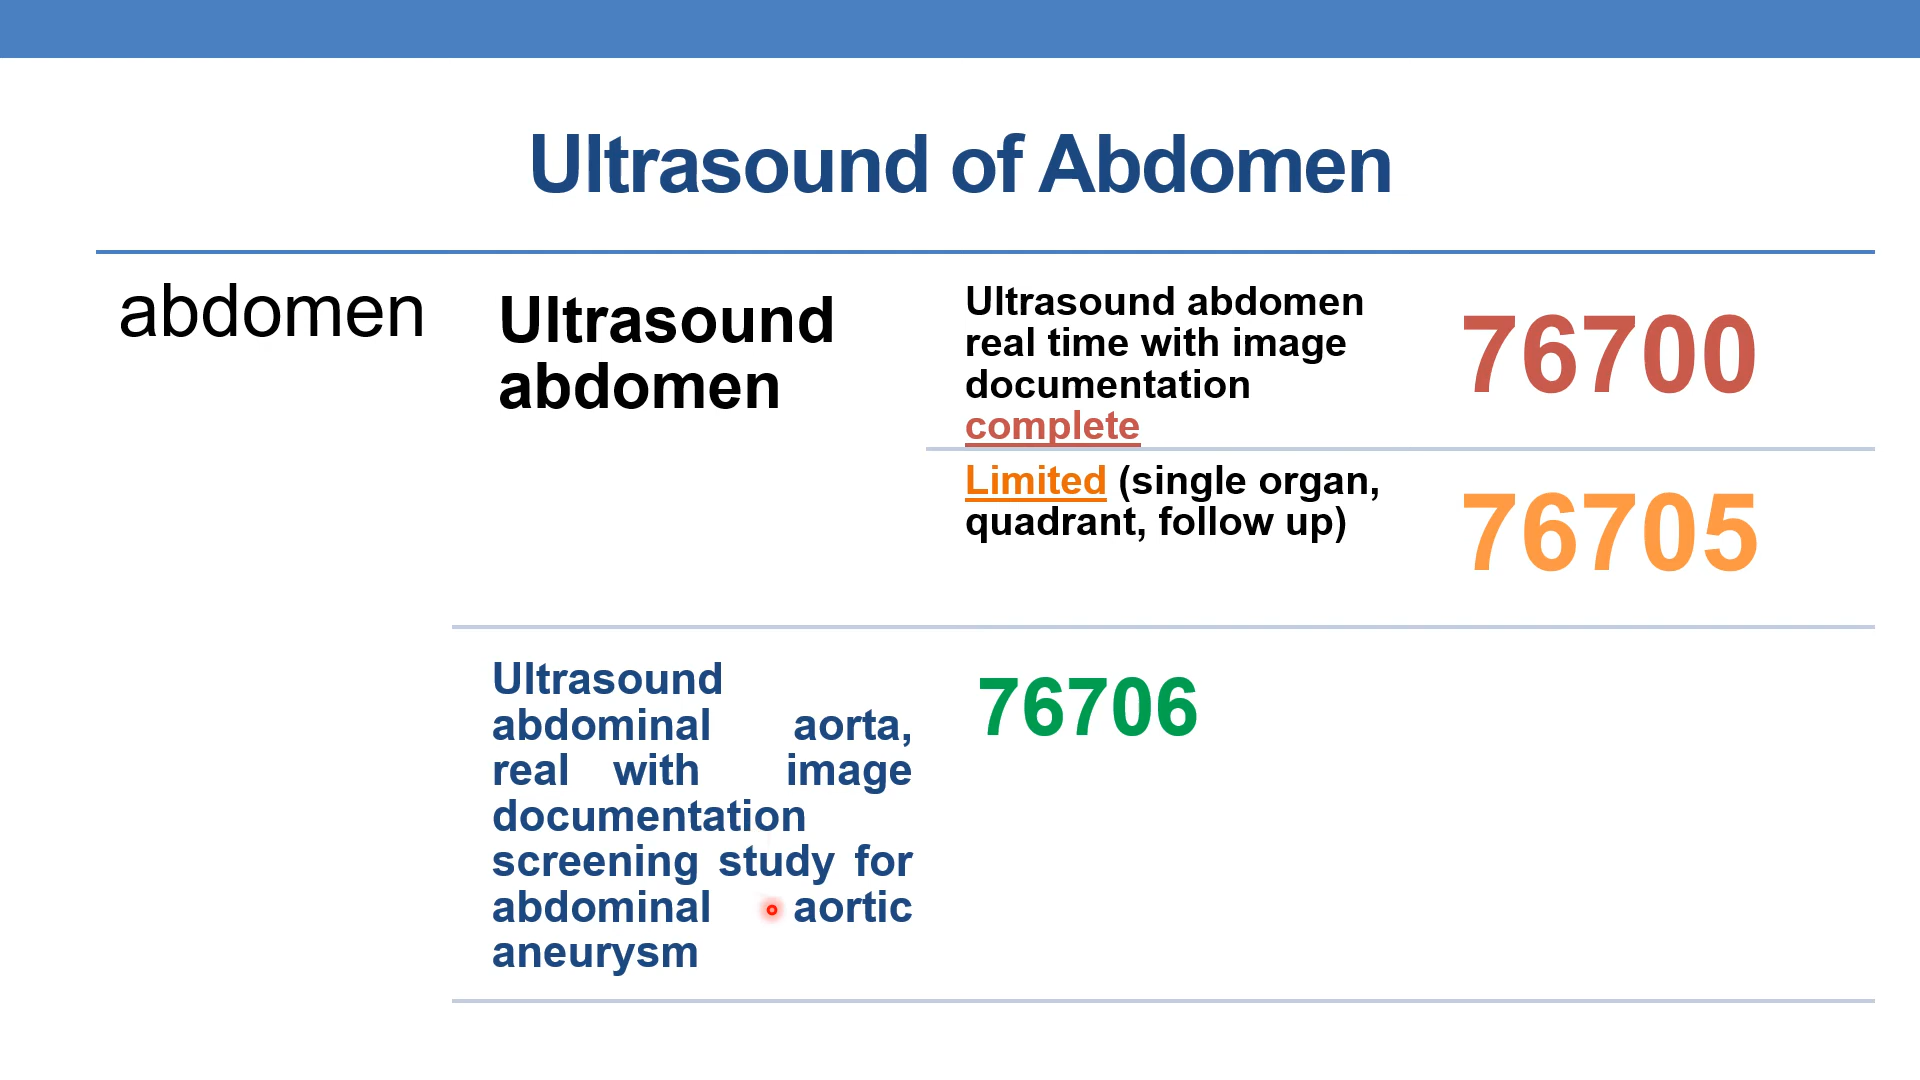 Ultrasound of Abdomen
abdomen
Ultrasound
abdomen
Ultrasound abdomen
real time with image
documentation
complete
76700
Limited (single organ,
quadrant, follow up)
76705
Ultrasound
abdominal aorta,
real with image
documentation
screening study for
abdominal aortic
aneurysm
76706